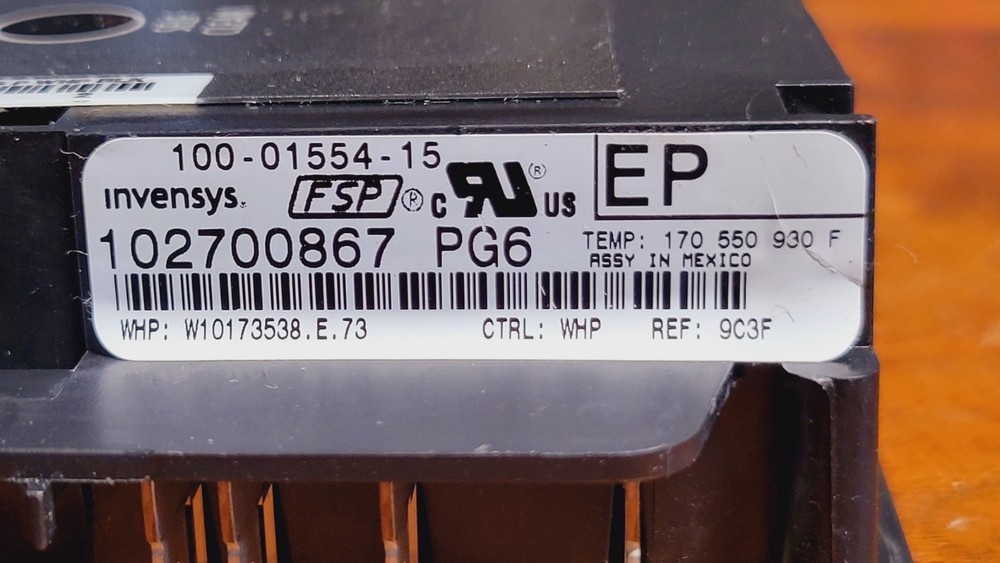 100-01554-15
invensys. FSP® c RU® US EP
102700867 PG6 TEMP: 170 550 930 F
ASSY IN MEXICO
WHP: W10173538.E.73 CTRL: WHP REF: 9C3F